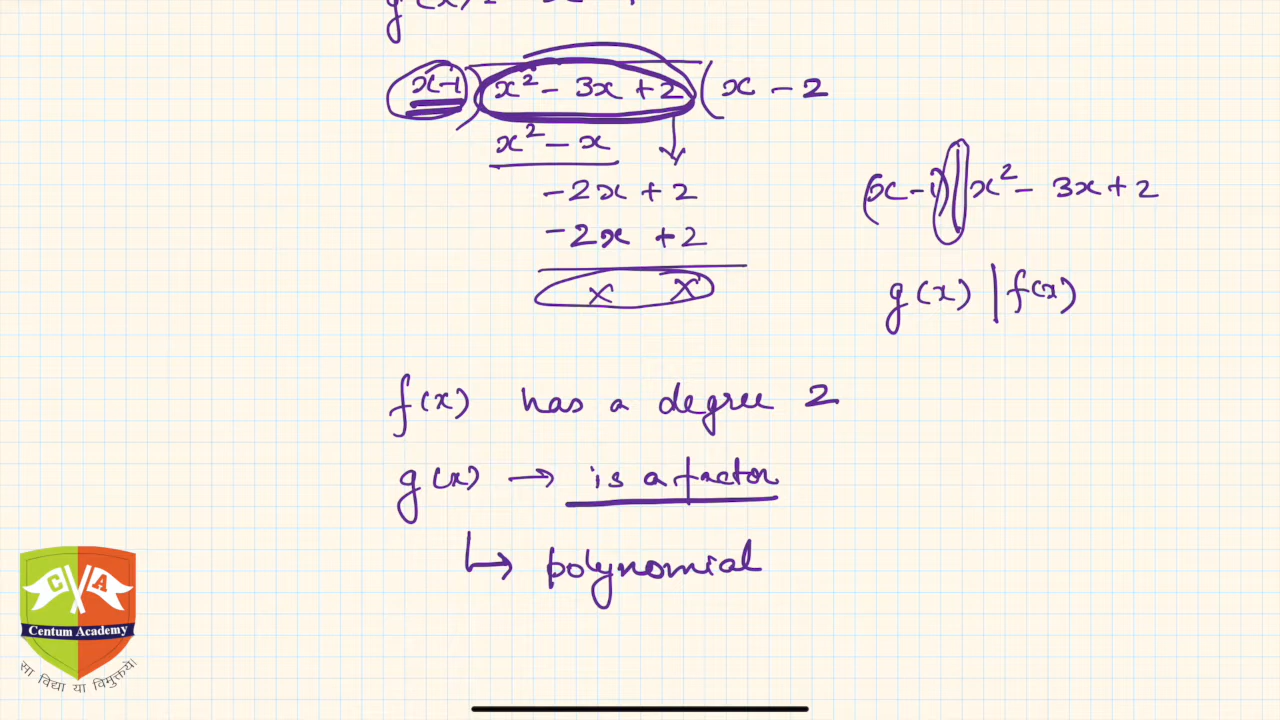 g(x) =
x-1) x² - 3x + 2 (x - 2
x² - x
-2x + 2
-2x + 2
x x
(x-1) | x² - 3x + 2
g(x) | f(x)
f(x) has a degree 2
g(x) → is a factor
↳ polynomial
C A
Centum Academy
सा विद्या या विमुक्तये।